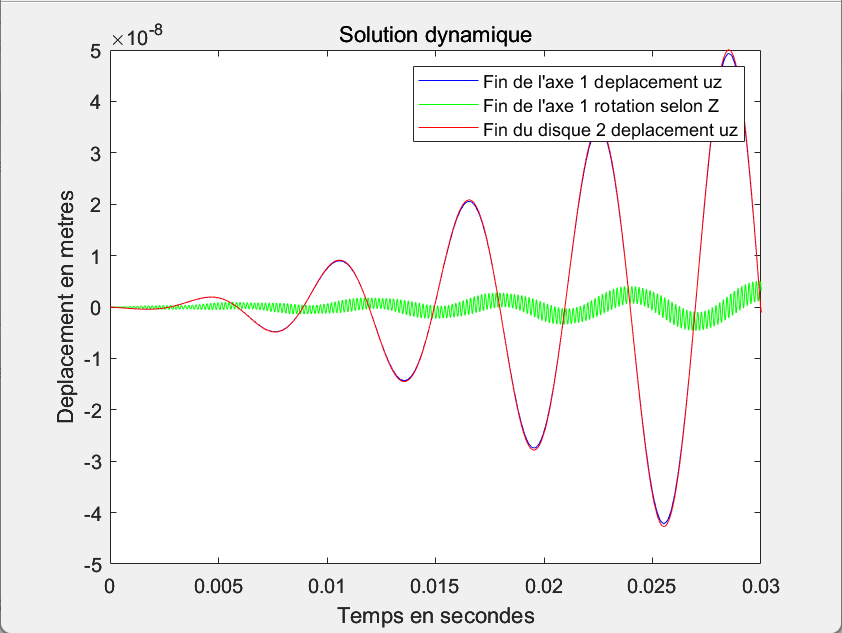 ×10-8
Solution dynamique
5
4
3
2
1
0
-1
-2
-3
-4
-5
Deplacement en metres
Fin de l'axe 1 deplacement uz
Fin de l'axe 1 rotation selon Z
Fin du disque 2 deplacement uz
0 0.005 0.01 0.015 0.02 0.025 0.03
Temps en secondes